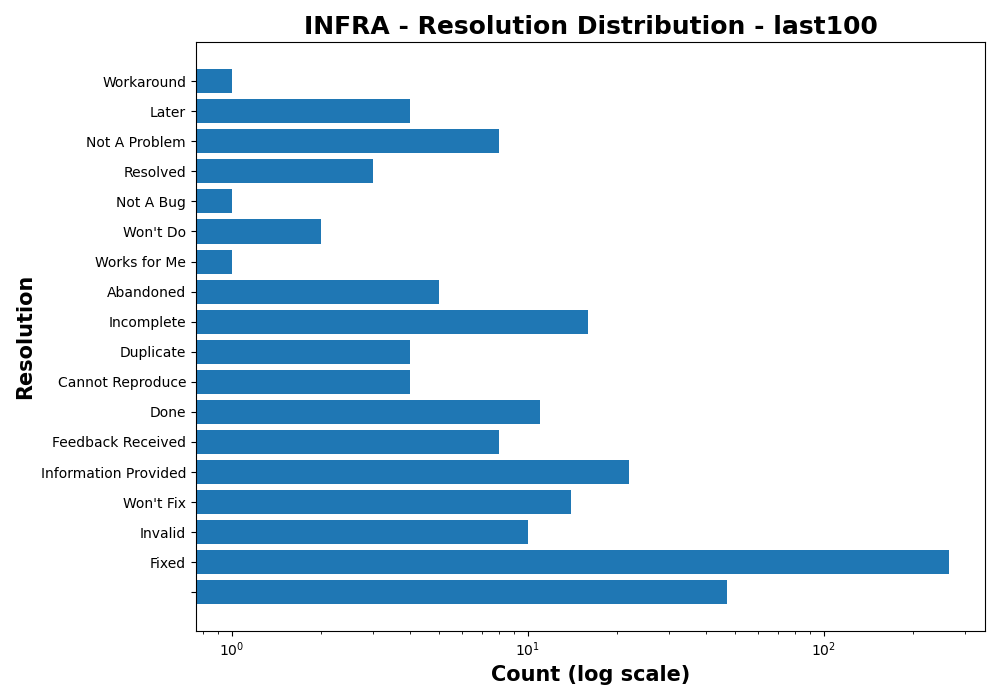 INFRA - Resolution Distribution - last100
Resolution
Workaround
Later
Not A Problem
Resolved
Not A Bug
Won't Do
Works for Me
Abandoned
Incomplete
Duplicate
Cannot Reproduce
Done
Feedback Received
Information Provided
Won't Fix
Invalid
Fixed
10⁰ 10¹ 10²
Count (log scale)